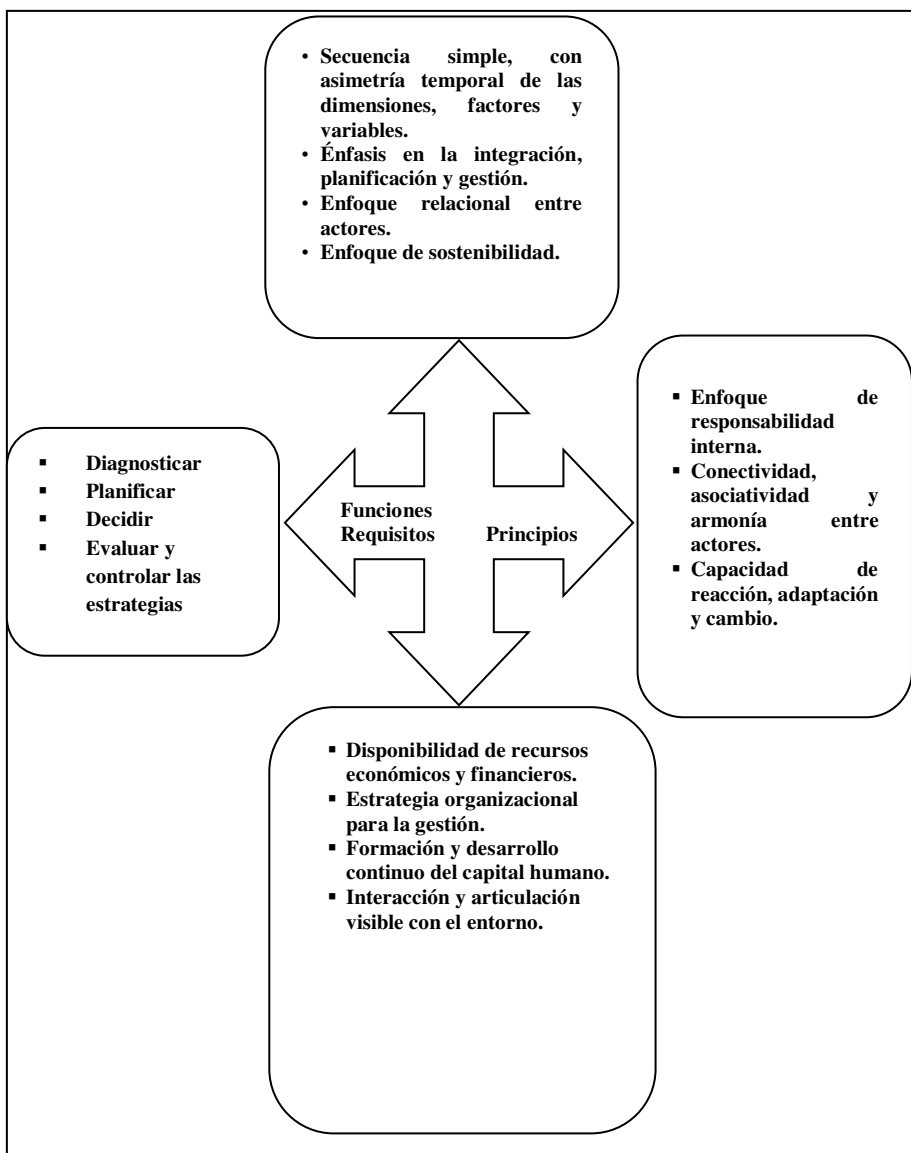 • Secuencia simple, con
asimetría temporal de las
dimensiones, factores y
variables.
• Énfasis en la integración,
planificación y gestión.
• Enfoque relacional entre
actores.
• Enfoque de sostenibilidad.
▪ Diagnosticar
▪ Planificar
▪ Decidir
▪ Evaluar y
controlar las
estrategias
Funciones
Requisitos
Principios
▪ Enfoque de
responsabilidad
interna.
▪ Conectividad,
asociatividad y
armonía entre
actores.
▪ Capacidad de
reacción, adaptación
y cambio.
▪ Disponibilidad de recursos
económicos y financieros.
▪ Estrategia organizacional
para la gestión.
▪ Formación y desarrollo
continuo del capital humano.
▪ Interacción y articulación
visible con el entorno.